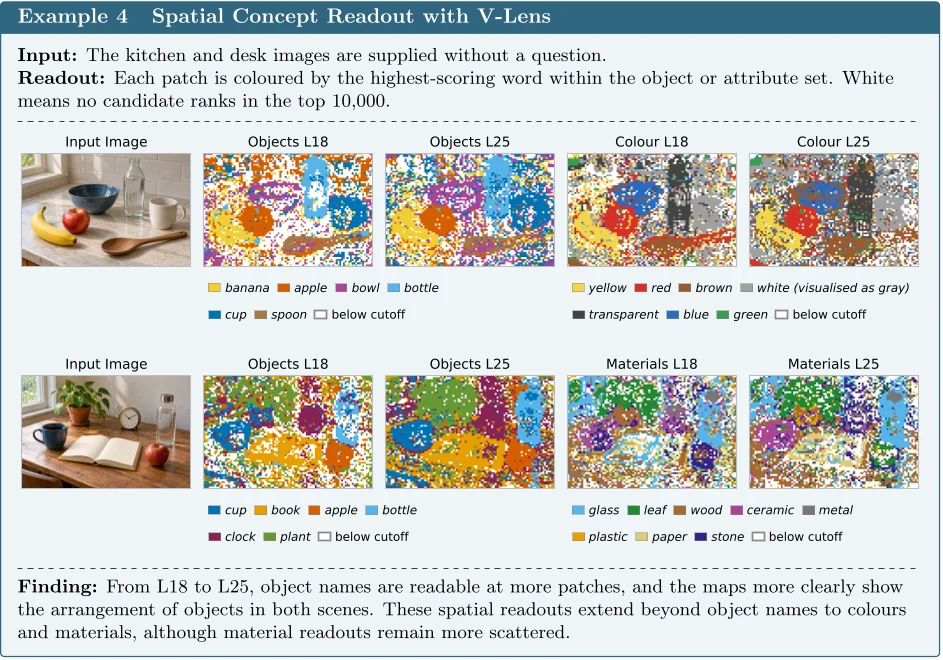 Example 4 Spatial Concept Readout with V-Lens
Input: The kitchen and desk images are supplied without a question.
Readout: Each patch is coloured by the highest-scoring word within the object or attribute set. White
means no candidate ranks in the top 10,000.
Input Image Objects L18 Objects L25 Colour L18 Colour L25
banana apple bowl bottle yellow red brown white (visualised as gray)
cup spoon below cutoff transparent blue green below cutoff
Input Image Objects L18 Objects L25 Materials L18 Materials L25
cup book apple bottle glass leaf wood ceramic metal
clock plant below cutoff plastic paper stone below cutoff
Finding: From L18 to L25, object names are readable at more patches, and the maps more clearly show
the arrangement of objects in both scenes. These spatial readouts extend beyond object names to colours
and materials, although material readouts remain more scattered.